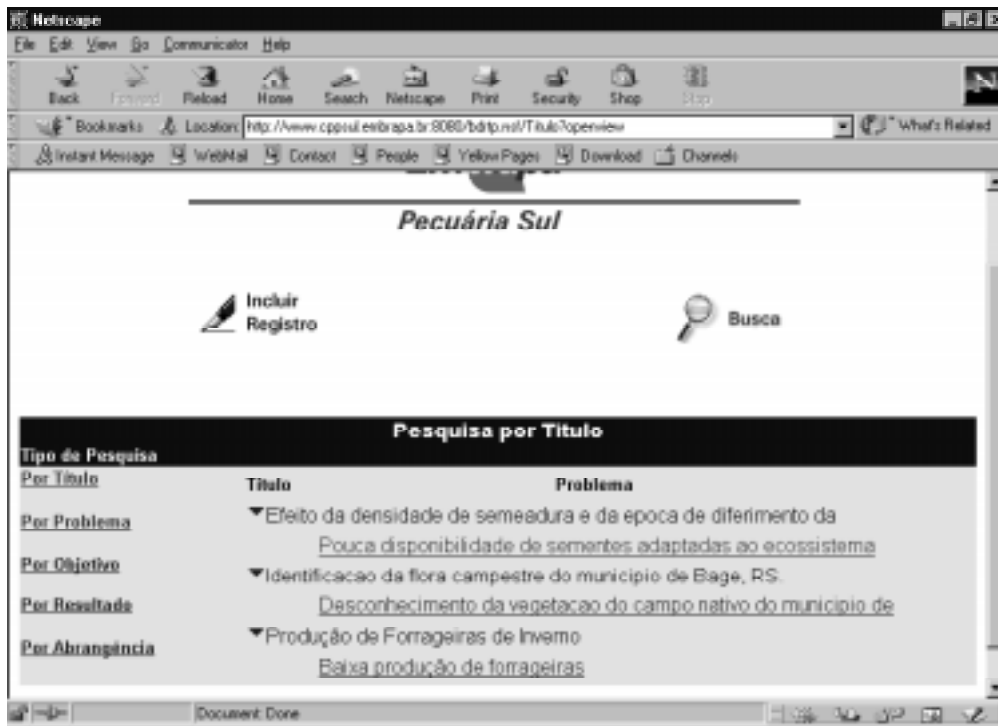 Netscape
File Edit View Go Communicator Help
Back Forward Reload Home Search Netscape Print Security Shop Stop
Bookmarks Location: http://www.cppsul.embrapa.br:8080/bdrtp.nsf/Titulo?openview What's Related
Instant Message WebMail Contact People Yellow Pages Download Channels
Pecuária Sul
Incluir
Registro
Busca
Pesquisa por Titulo
Tipo de Pesquisa
Por Título
Titulo Problema
Efeito da densidade de semeadura e da epoca de diferimento da
Por Problema
Pouca disponibilidade de sementes adaptadas ao ecossistema
Por Objetivo
Identificacao da flora campestre do municipio de Bage, RS.
Por Resultado
Desconhecimento da vegetacao do campo nativo do municipio de
Por Abrangência
Produção de Forrageiras de Inverno
Baixa produção de forrageiras
Document: Done